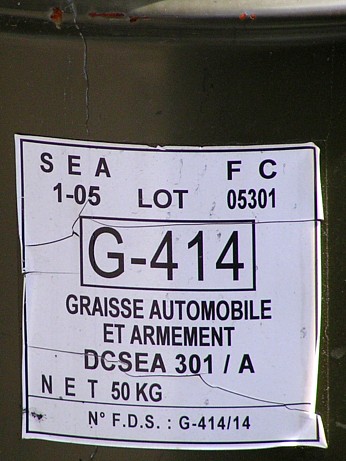 SEA FC
1-05 LOT 05301
G-414
GRAISSE AUTOMOBILE
ET ARMEMENT
DCSEA 301 / A
NET 50 KG
N° F.D.S. : G-414/14